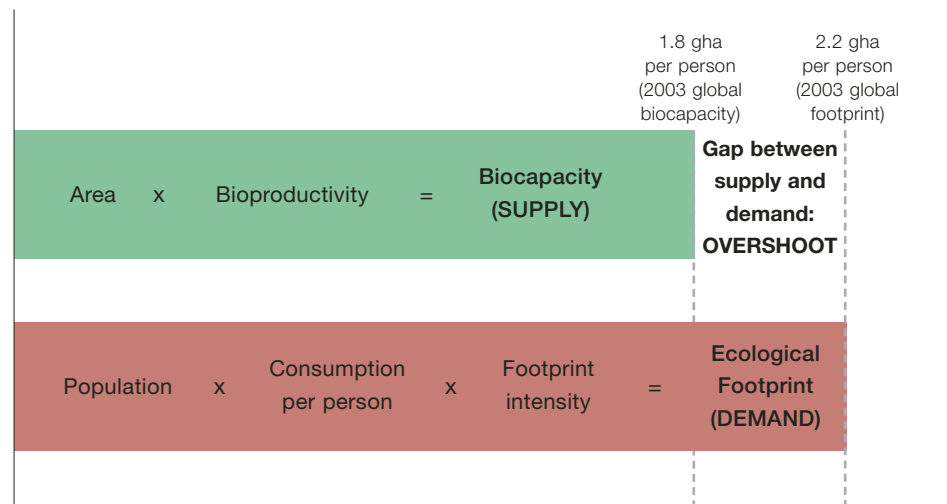 1.8 gha
per person
(2003 global
biocapacity)
2.2 gha
per person
(2003 global
footprint)
Area x Bioproductivity = Biocapacity
(SUPPLY)
Gap between
supply and
demand:
OVERSHOOT
Population x Consumption
per person x Footprint
intensity = Ecological
Footprint
(DEMAND)